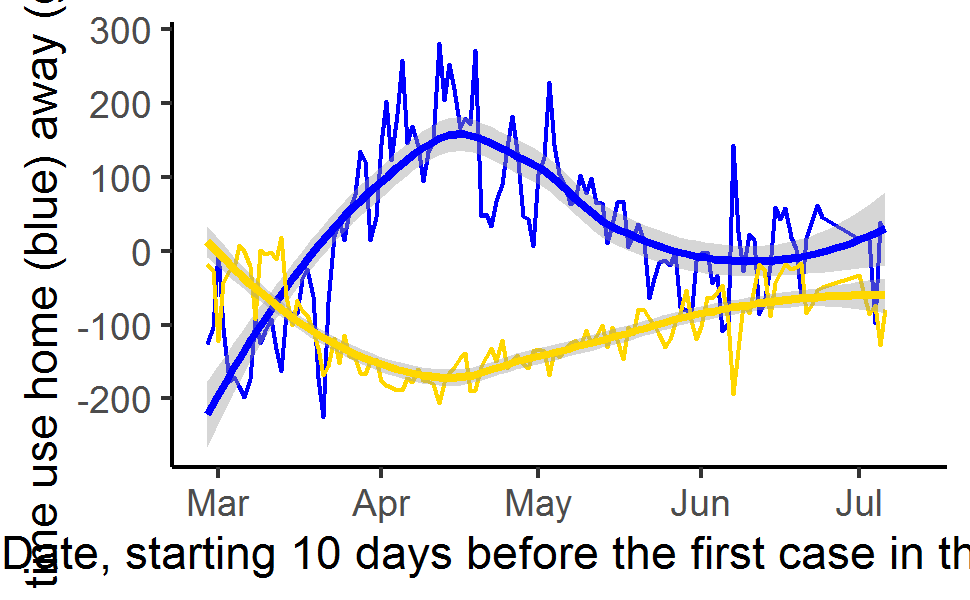 300
200
100
0
-100
-200
time use home (blue) away (
Mar Apr May Jun Jul
Date, starting 10 days before the first case in th